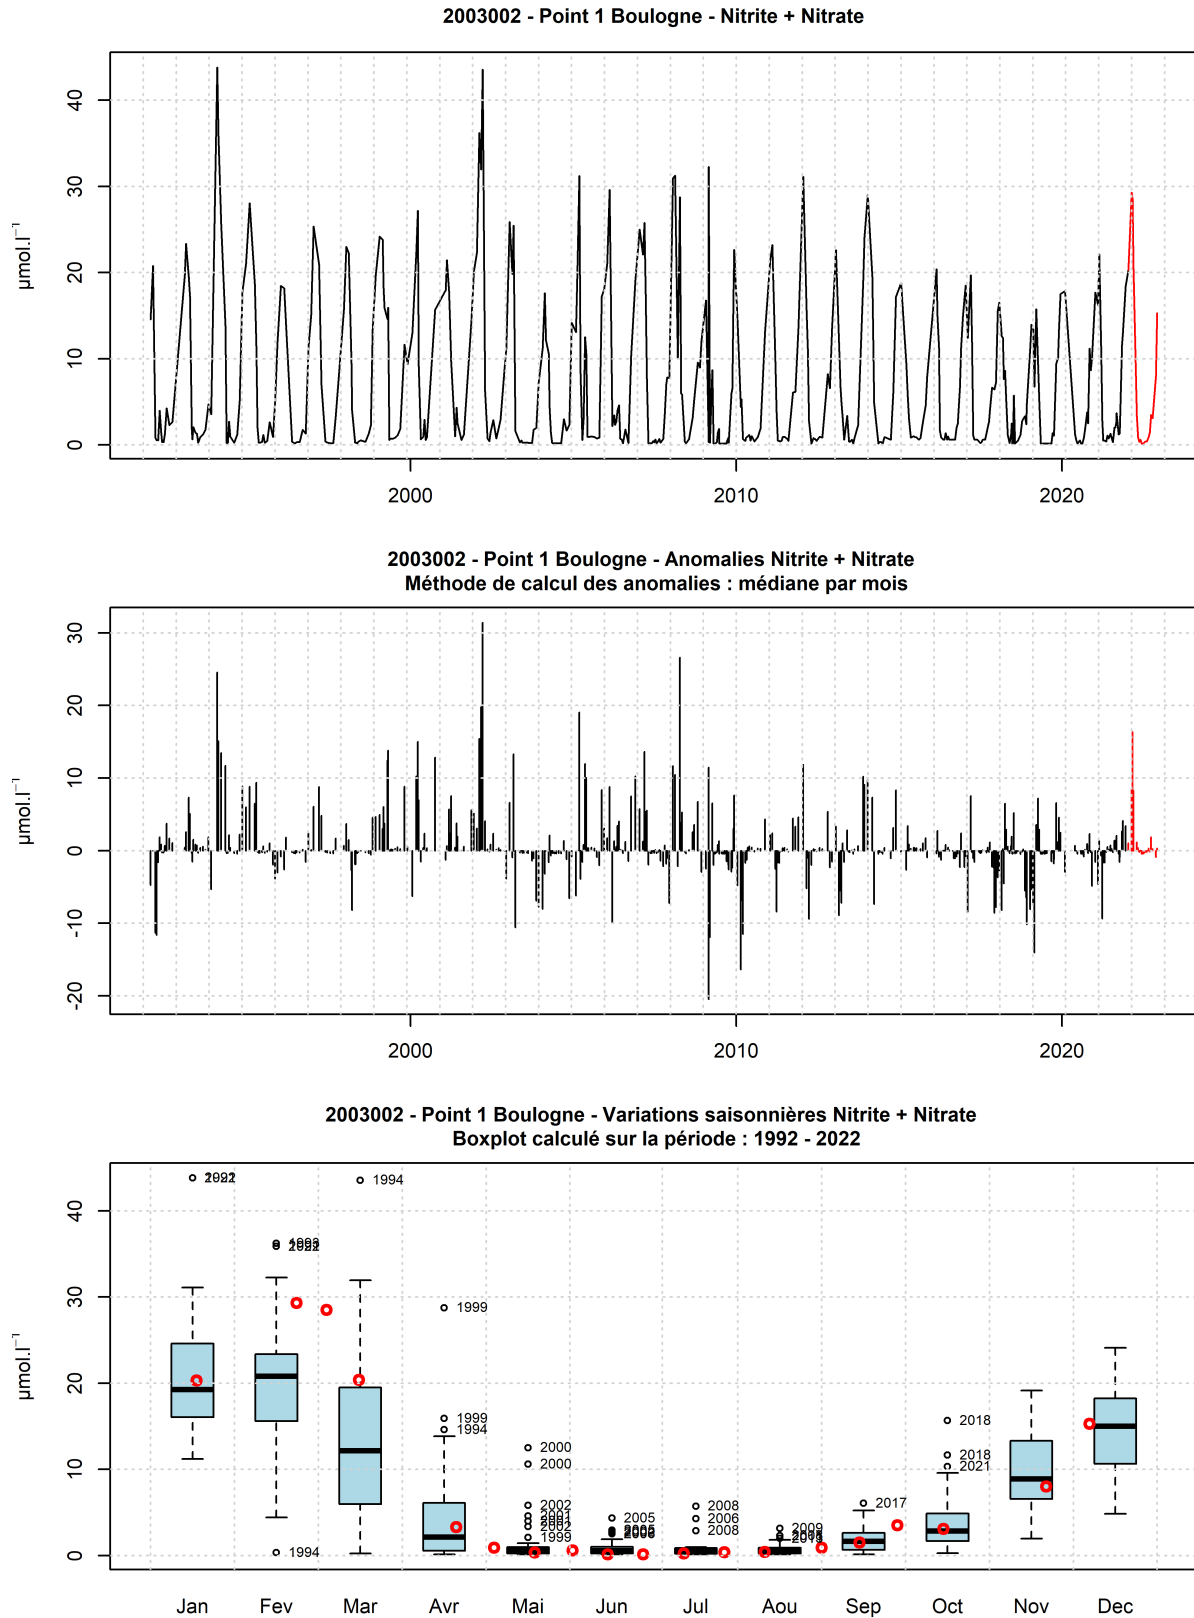 2003002 - Point 1 Boulogne - Nitrite + Nitrate
µmol.l⁻¹
40
30
20
10
0
2000
2010
2020
2003002 - Point 1 Boulogne - Anomalies Nitrite + Nitrate
Méthode de calcul des anomalies : médiane par mois
µmol.l⁻¹
30
20
10
0
-10
-20
2000
2010
2020
2003002 - Point 1 Boulogne - Variations saisonnières Nitrite + Nitrate
Boxplot calculé sur la période : 1992 - 2022
µmol.l⁻¹
40
30
20
10
0
1994
1994
1999
1999
1994
2000
2000
2002
2001
2002
1999
2005
2008
2006
2008
2009
2017
2018
2018
2021
Jan
Fev
Mar
Avr
Mai
Jun
Jul
Aou
Sep
Oct
Nov
Dec